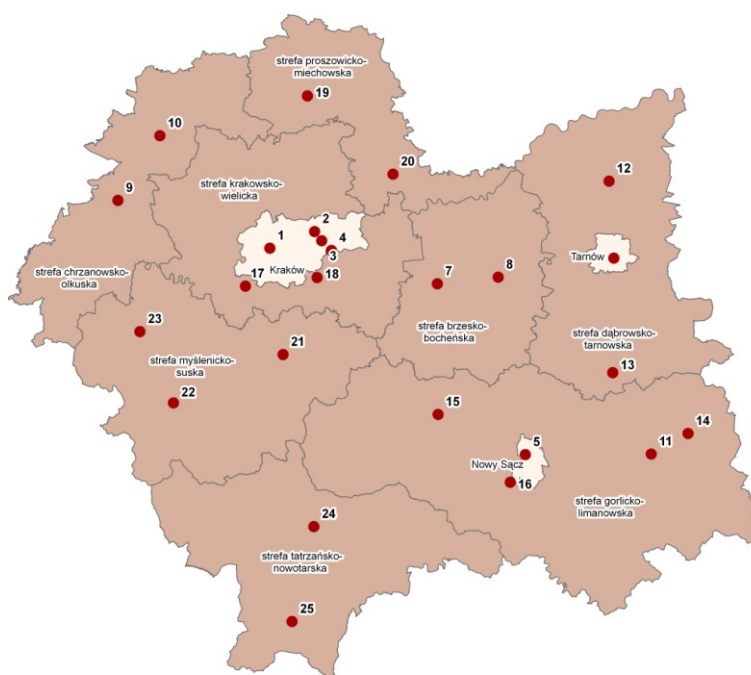 strefa proszowicko-
miechowska
19
10
12
20
9
strefa krakowsko-
wielicka
2
1
4
3
Kraków
Tarnów
17
18
7
8
strefa chrzanowsko-
olkuska
23
21
strefa brzesko-
bocheńska
strefa dąbrowsko-
tarnowska
strefa myślenicko-
suska
13
22
15
14
5
11
Nowy Sącz
16
strefa gorlicko-
limanowska
24
strefa tatrzańsko-
nowotarska
25